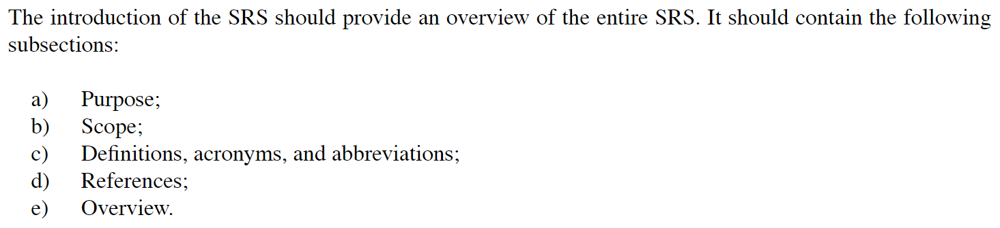 The introduction of the SRS should provide an overview of the entire SRS. It should contain the following
subsections:
a) Purpose;
b) Scope;
c) Definitions, acronyms, and abbreviations;
d) References;
e) Overview.